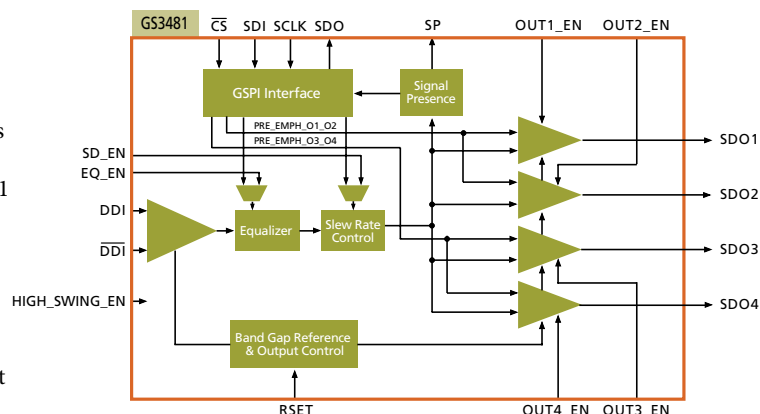 GS3481
CS SDI SCLK SDO SP OUT1_EN OUT2_EN
GSPI Interface
Signal
Presence
PRE_EMPH_O1_O2
PRE_EMPH_O3_O4
s
SD_EN
EQ_EN
1
DDI
DDI
Equalizer
Slew Rate
Control
SDO1
SDO2
SDO3
SDO4
HIGH_SWING_EN
Band Gap Reference
& Output Control
t
RSET OUT4_EN OUT3_EN